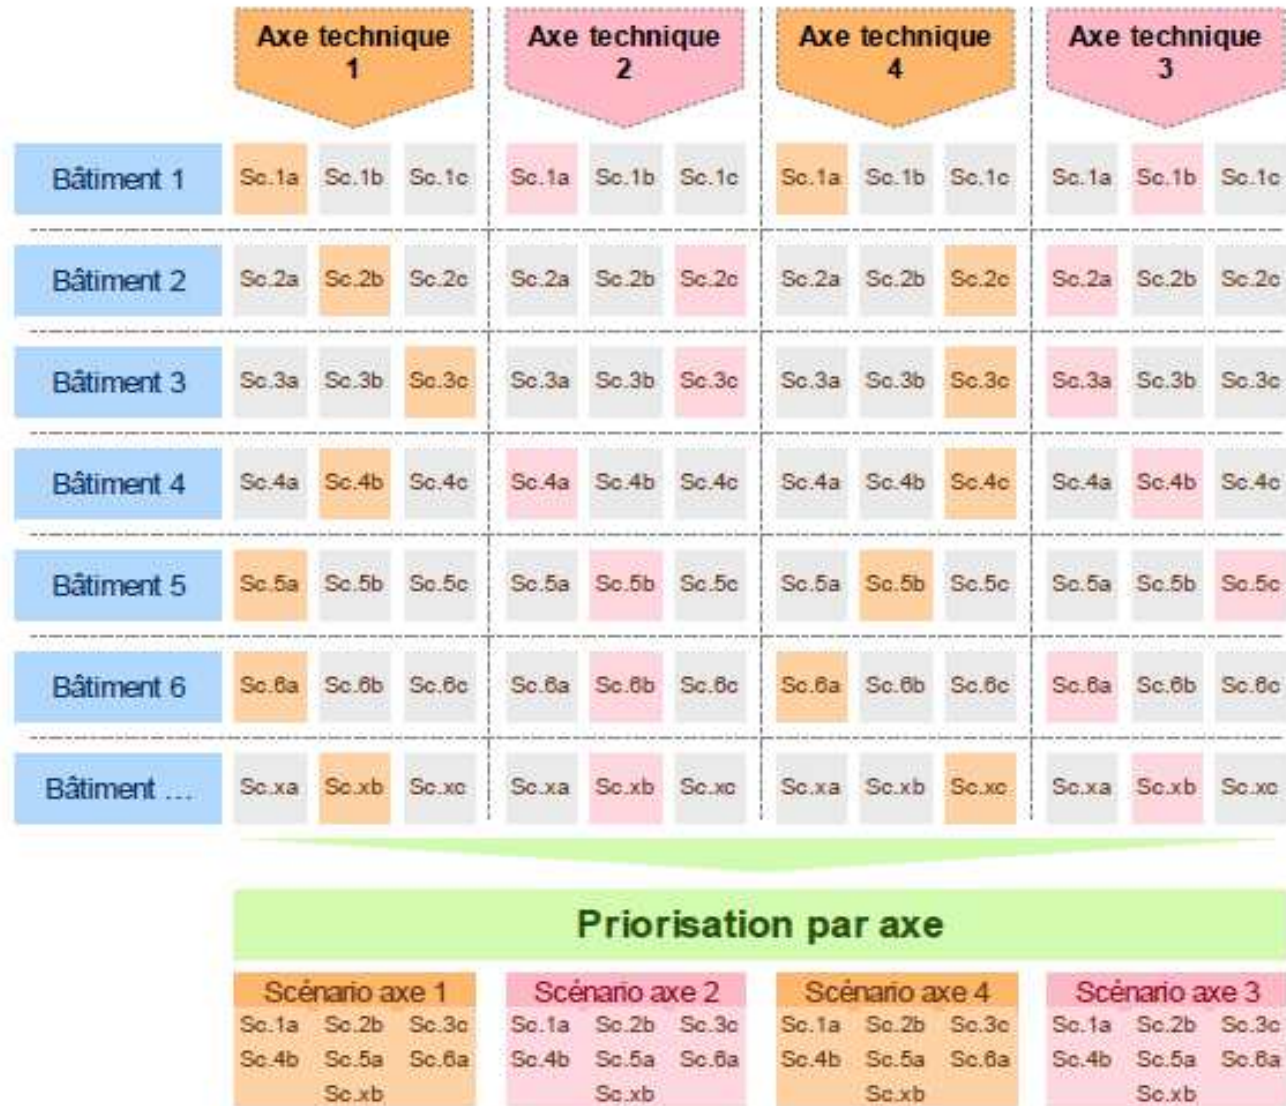 Axe technique
1
Axe technique
2
Axe technique
4
Axe technique
3
Bâtiment 1 Sc.1a Sc.1b Sc.1c Sc.1a Sc.1b Sc.1c Sc.1a Sc.1b Sc.1c Sc.1a Sc.1b Sc.1c
Bâtiment 2 Sc.2a Sc.2b Sc.2c Sc.2a Sc.2b Sc.2c Sc.2a Sc.2b Sc.2c Sc.2a Sc.2b Sc.2c
Bâtiment 3 Sc.3a Sc.3b Sc.3c Sc.3a Sc.3b Sc.3c Sc.3a Sc.3b Sc.3c Sc.3a Sc.3b Sc.3c
Bâtiment 4 Sc.4a Sc.4b Sc.4c Sc.4a Sc.4b Sc.4c Sc.4a Sc.4b Sc.4c Sc.4a Sc.4b Sc.4c
Bâtiment 5 Sc.5a Sc.5b Sc.5c Sc.5a Sc.5b Sc.5c Sc.5a Sc.5b Sc.5c Sc.5a Sc.5b Sc.5c
Bâtiment 6 Sc.6a Sc.6b Sc.6c Sc.6a Sc.6b Sc.6c Sc.6a Sc.6b Sc.6c Sc.6a Sc.6b Sc.6c
Bâtiment ... Sc.xa Sc.xb Sc.xc Sc.xa Sc.xb Sc.xc Sc.xa Sc.xb Sc.xc Sc.xa Sc.xb Sc.xc
Priorisation par axe
Scénario axe 1
Sc.1a Sc.2b Sc.3c
Sc.4b Sc.5a Sc.6a
Sc.xb
Scénario axe 2
Sc.1a Sc.2b Sc.3c
Sc.4b Sc.5a Sc.6a
Sc.xb
Scénario axe 4
Sc.1a Sc.2b Sc.3c
Sc.4b Sc.5a Sc.6a
Sc.xb
Scénario axe 3
Sc.1a Sc.2b Sc.3c
Sc.4b Sc.5a Sc.6a
Sc.xb